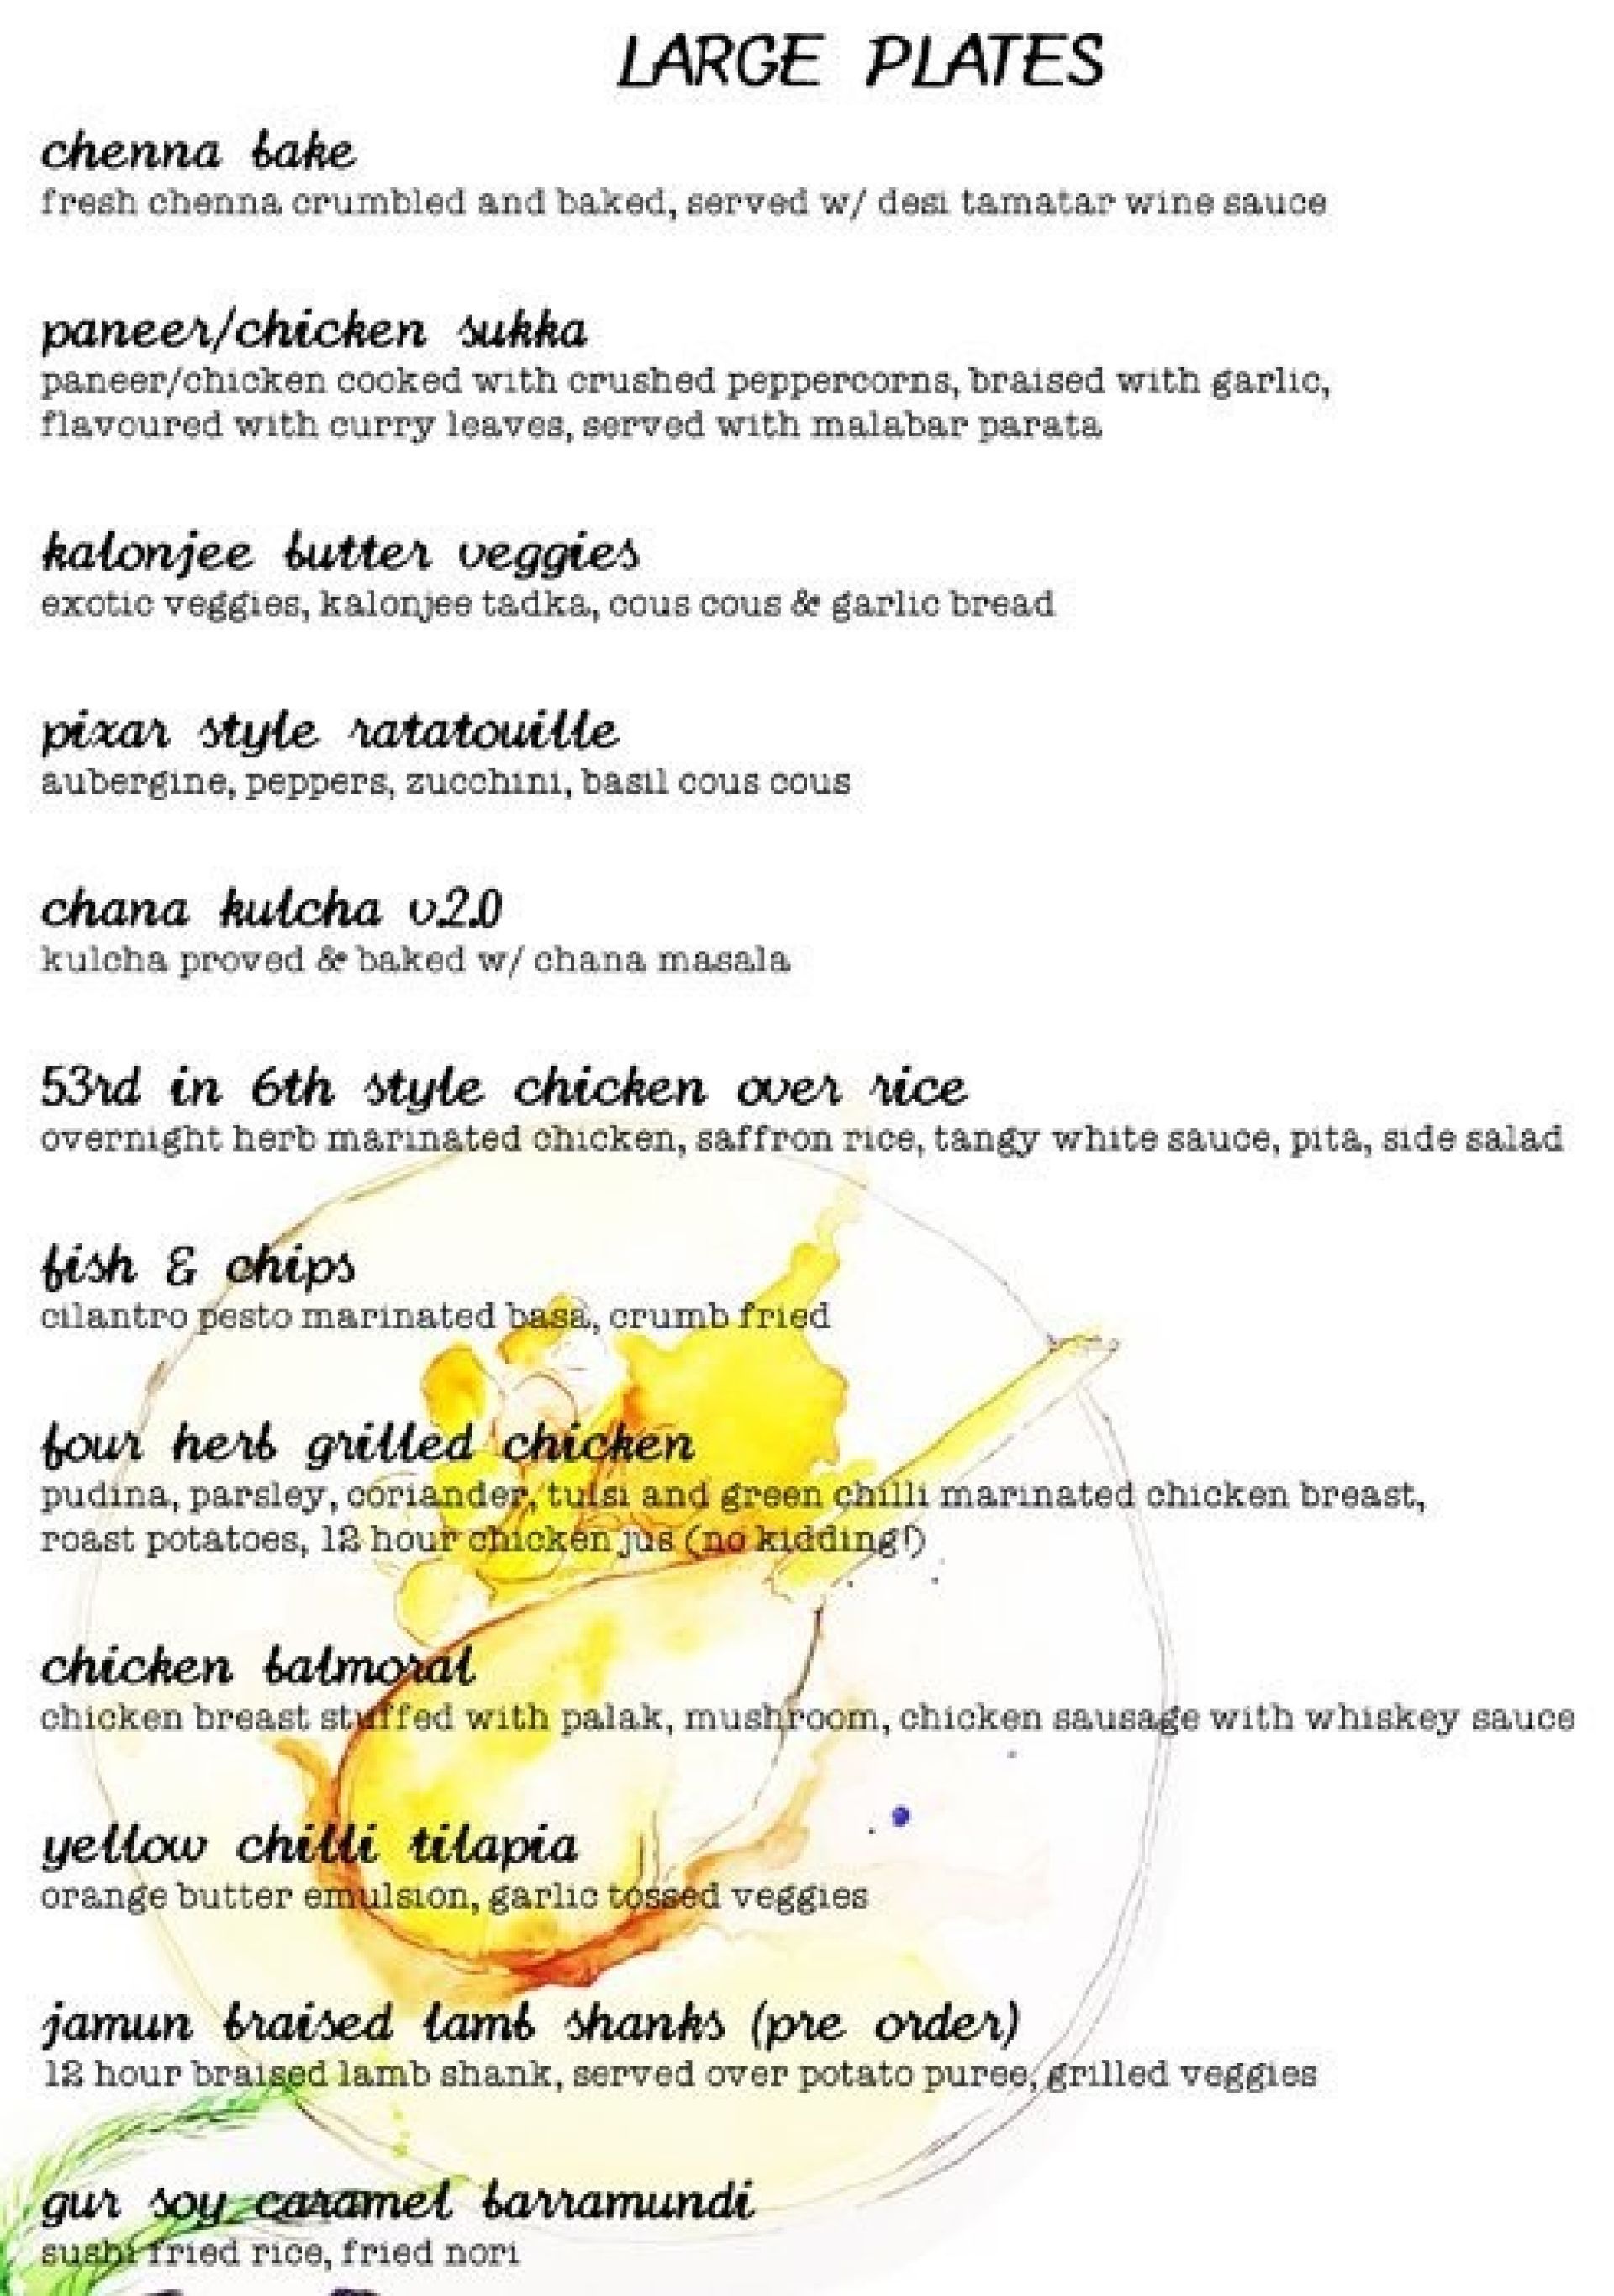 LARGE PLATES
chenna bake
fresh chenna crumbled and baked, served w/ desi tamatar wine sauce
paneer/chicken sukka
paneer/chicken cooked with crushed peppercorns, braised with garlic,
flavoured with curry leaves, served with malabar parata
kalonjee butter veggies
exotic veggies, kalonjee tadka, cous cous & garlic bread
pixar style ratatouille
aubergine, peppers, zucchini, basil cous cous
chana kulcha v.2.0
kulcha proved & baked w/ chana masala
53rd in 6th style chicken over rice
overnight herb marinated chicken, saffron rice, tangy white sauce, pita, side salad
fish & chips
cilantro pesto marinated basa, crumb fried
four herb grilled chicken
pudina, parsley, coriander, tulsi and green chilli marinated chicken breast,
roast potatoes, 12 hour chicken jus (no kidding!)
chicken balmoral
chicken breast stuffed with palak, mushroom, chicken sausage with whiskey sauce
yellow chilli tilapia
orange butter emulsion, garlic tossed veggies
jamun braised lamb shanks (pre order)
12 hour braised lamb shank, served over potato puree, grilled veggies
gur soy caramel barramundi
sushi fried rice, fried nori